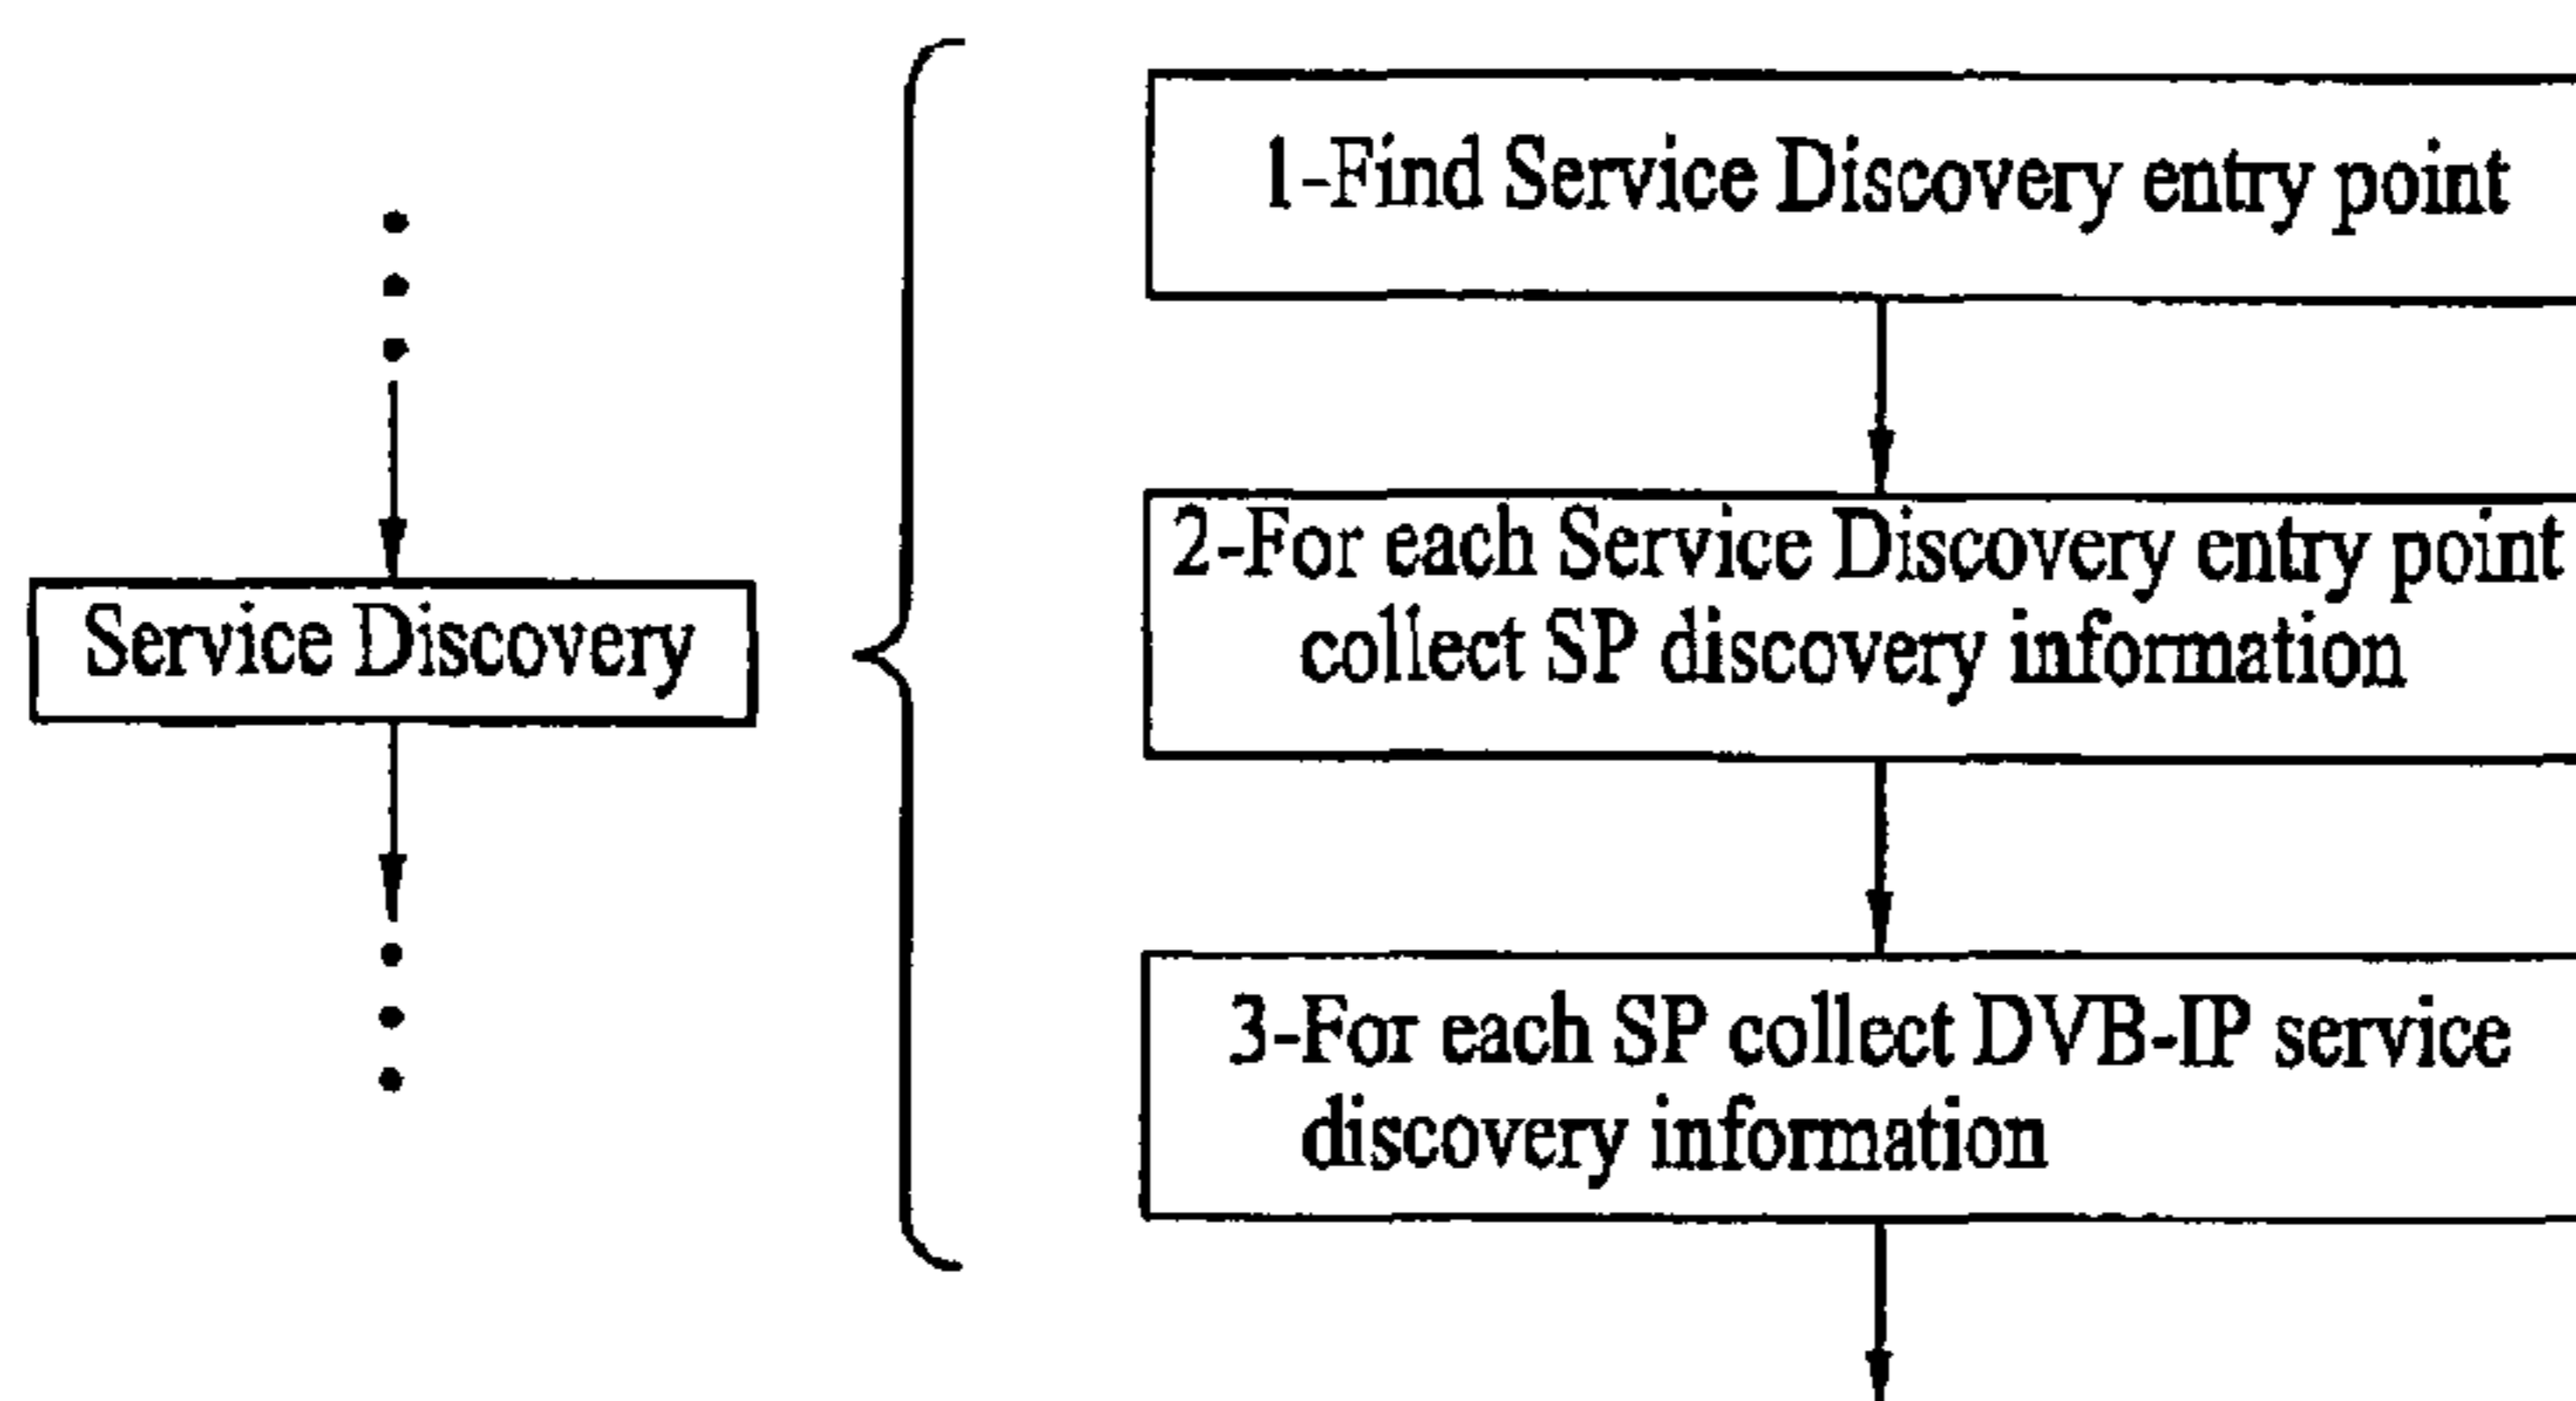 Service Discovery
1-Find Service Discovery entry point
2-For each Service Discovery entry point
collect SP discovery information
3-For each SP collect DVB-IP service
discovery information